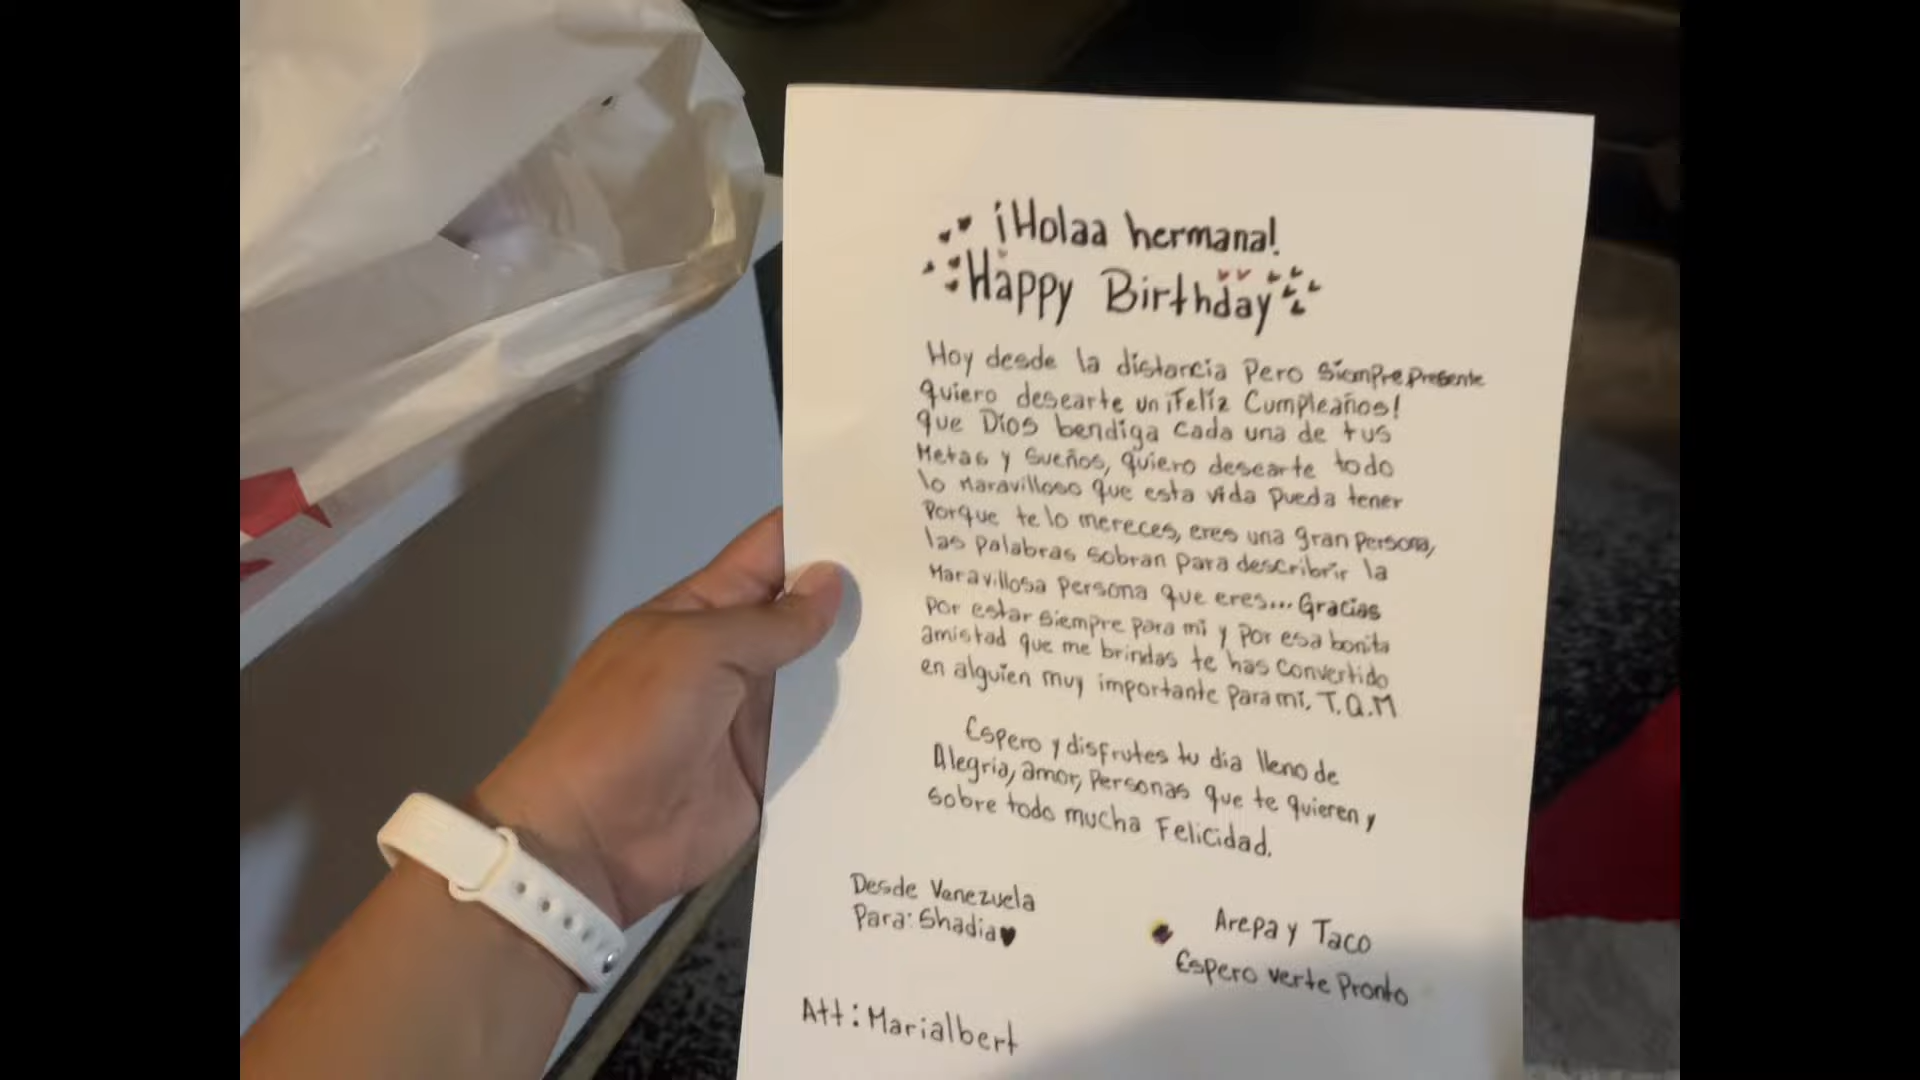 ¡Holaa hermana!
Happy Birthday
Hoy desde la distancia pero siempre presente
quiero desearte un ¡Feliz Cumpleaños!
que Dios bendiga cada una de tus
Metas y sueños, quiero desearte todo
lo maravilloso que esta vida pueda tener
porque te lo mereces, eres una gran persona,
las palabras sobran para describrir la
Maravillosa persona que eres... Gracias
por estar siempre para mi y por esa bonita
amistad que me brindas te has convertido
en alguien muy importante para mi. T.Q.M
Espero y disfrutes tu dia lleno de
Alegria, amor, personas que te quieren y
sobre todo mucha Felicidad.
Desde Venezuela
Para: Shadia♥
Arepa y Taco
Espero verte pronto
Att: Marialbert